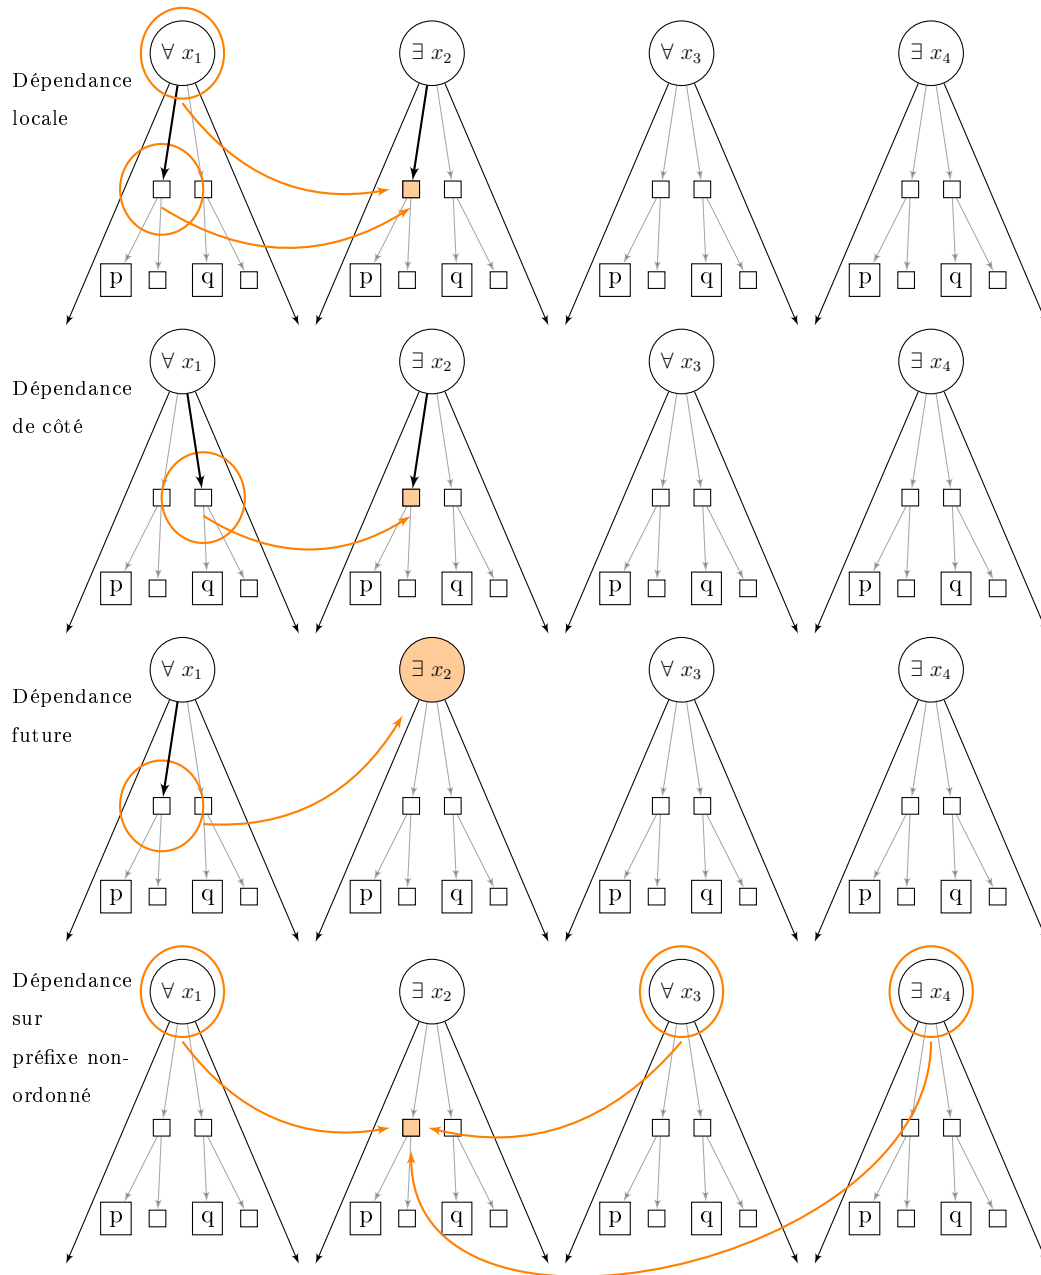 ∀ x₁ ∃ x₂ ∀ x₃ ∃ x₄
Dépendance
locale
p q p q p q p q
∀ x₁ ∃ x₂ ∀ x₃ ∃ x₄
Dépendance
de côté
p q p q p q p q
∀ x₁ ∃ x₂ ∀ x₃ ∃ x₄
Dépendance
future
p q p q p q p q
Dépendance
∀ x₁ ∃ x₂ ∀ x₃ ∃ x₄
sur
préfixe non-
ordonné
p q p q p q p q